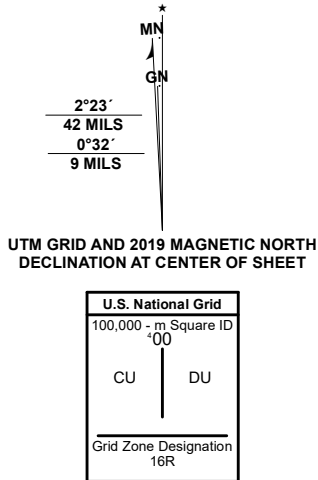 MN
GN
2°23´
42 MILS
0°32´
9 MILS
UTM GRID AND 2019 MAGNETIC NORTH
DECLINATION AT CENTER OF SHEET
U.S. National Grid
100,000 - m Square ID
⁴00
CU DU
Grid Zone Designation
16R